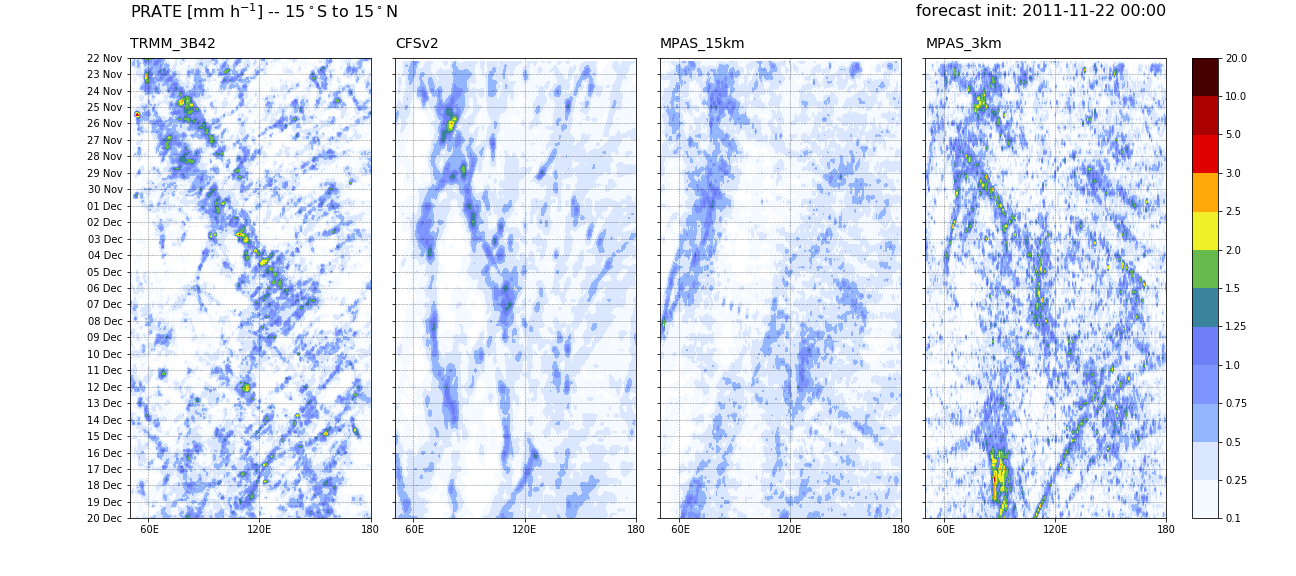 PRATE [mm h⁻¹] -- 15°S to 15°N
forecast init: 2011-11-22 00:00
TRMM_3B42
CFSv2
MPAS_15km
MPAS_3km
22 Nov
23 Nov
24 Nov
25 Nov
26 Nov
27 Nov
28 Nov
29 Nov
30 Nov
01 Dec
02 Dec
03 Dec
04 Dec
05 Dec
06 Dec
07 Dec
08 Dec
09 Dec
10 Dec
11 Dec
12 Dec
13 Dec
14 Dec
15 Dec
16 Dec
17 Dec
18 Dec
19 Dec
20 Dec
60E 120E 180
60E 120E 180
60E 120E 180
60E 120E 180
20.0
10.0
5.0
3.0
2.5
2.0
1.5
1.25
1.0
0.75
0.5
0.25
0.1